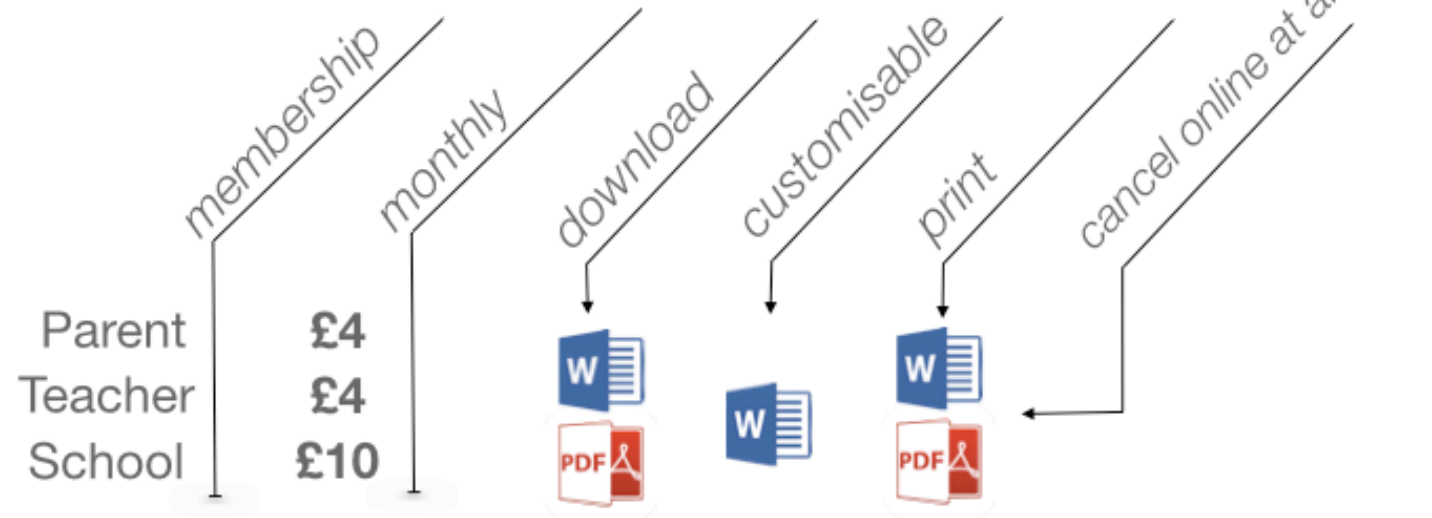 membership
monthly
download
customisable
print
cancel online at
Parent £4
Teacher £4
School £10
W
W
W
PDF
PDF